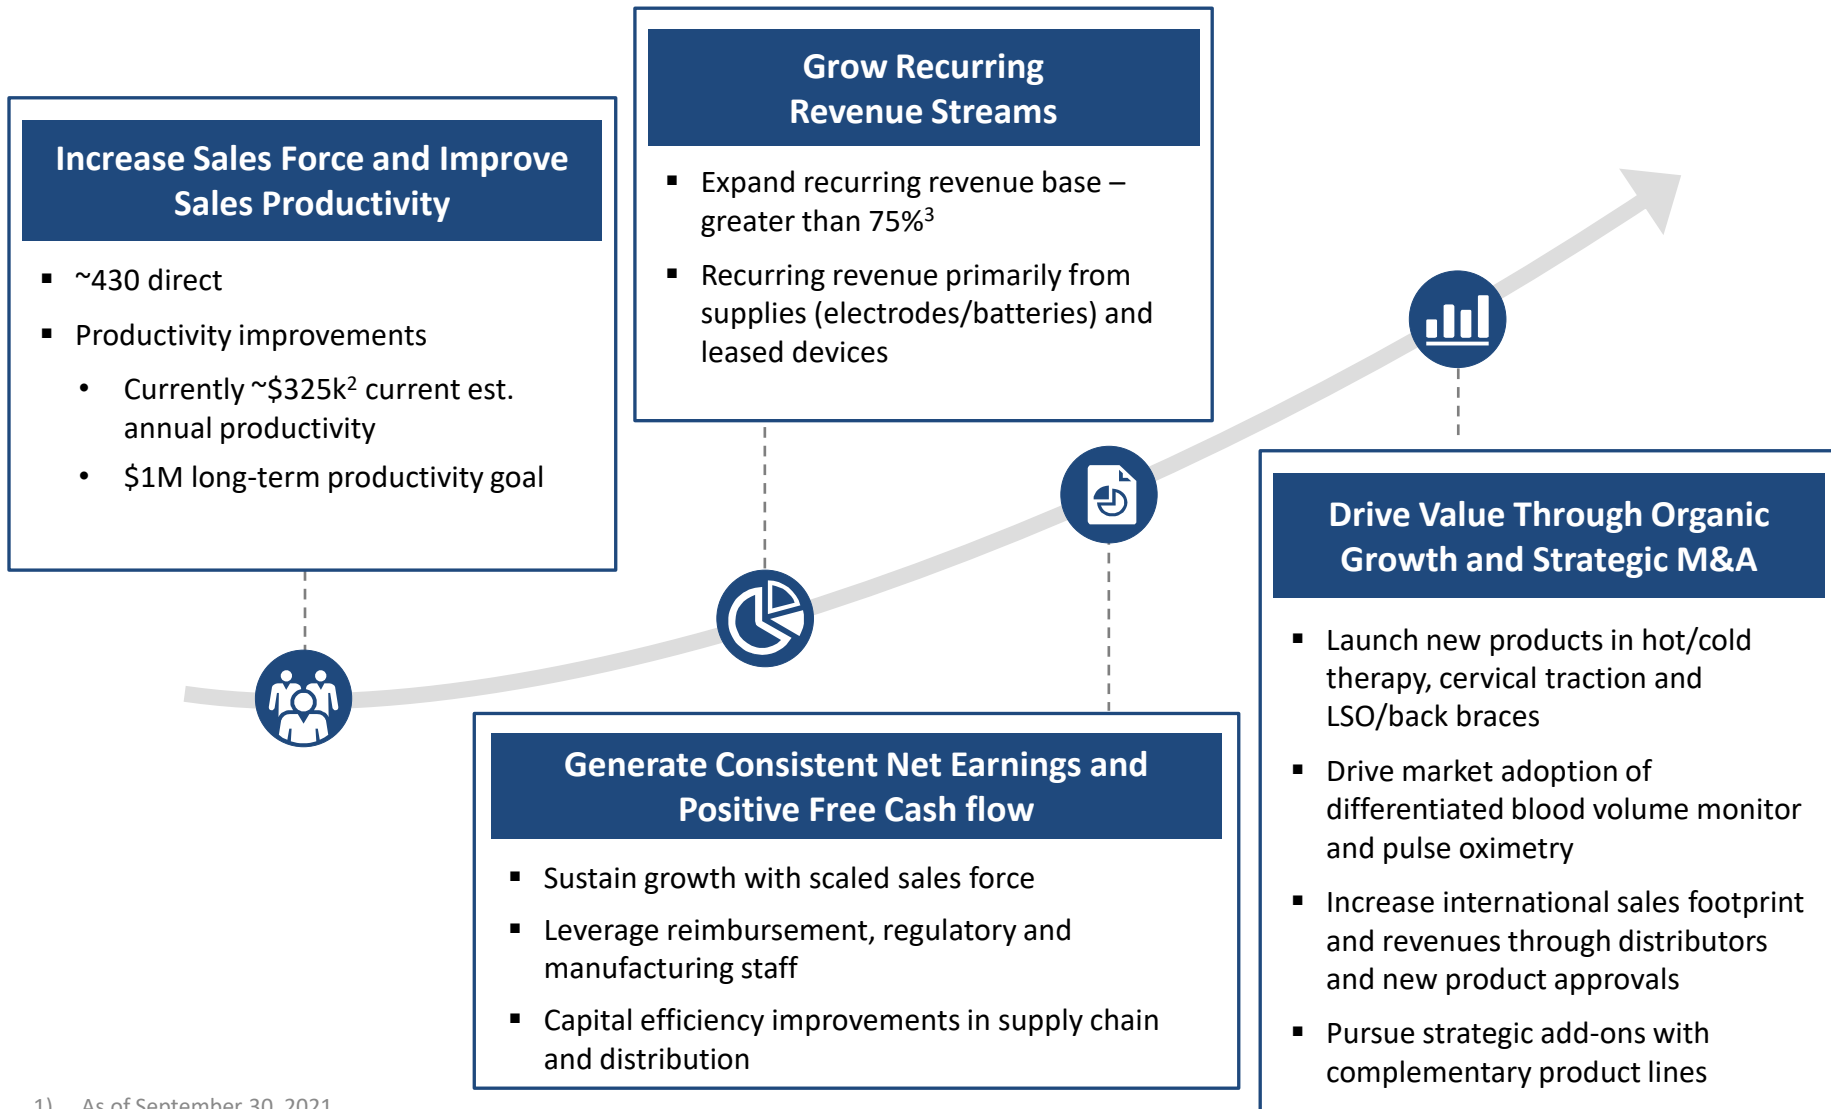 Increase Sales Force and Improve
Sales Productivity
▪ ~430 direct
▪ Productivity improvements
• Currently ~$325k² current est.
annual productivity
• $1M long-term productivity goal
Grow Recurring
Revenue Streams
▪ Expand recurring revenue base –
greater than 75%³
▪ Recurring revenue primarily from
supplies (electrodes/batteries) and
leased devices
Generate Consistent Net Earnings and
Positive Free Cash flow
▪ Sustain growth with scaled sales force
▪ Leverage reimbursement, regulatory and
manufacturing staff
▪ Capital efficiency improvements in supply chain
and distribution
Drive Value Through Organic
Growth and Strategic M&A
▪ Launch new products in hot/cold
therapy, cervical traction and
LSO/back braces
▪ Drive market adoption of
differentiated blood volume monitor
and pulse oximetry
▪ Increase international sales footprint
and revenues through distributors
and new product approvals
▪ Pursue strategic add-ons with
complementary product lines
1) As of September 30, 2021